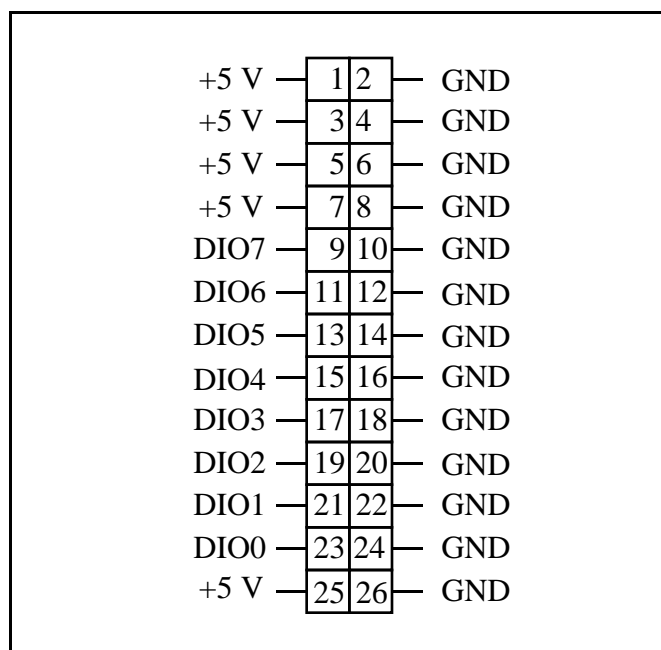 +5 V 1 2 GND
+5 V 3 4 GND
+5 V 5 6 GND
+5 V 7 8 GND
DIO7 9 10 GND
DIO6 11 12 GND
DIO5 13 14 GND
DIO4 15 16 GND
DIO3 17 18 GND
DIO2 19 20 GND
DIO1 21 22 GND
DIO0 23 24 GND
+5 V 25 26 GND